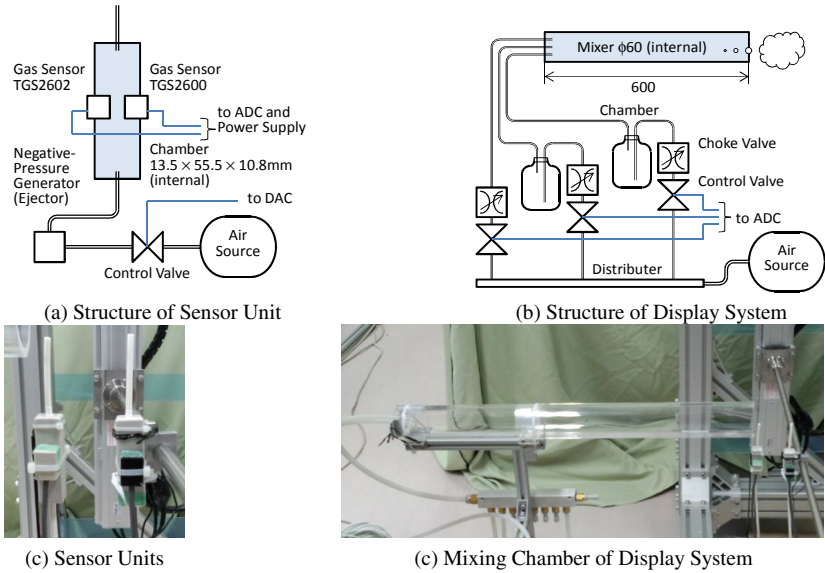 Gas Sensor
TGS2602
Gas Sensor
TGS2600
to ADC and
Power Supply
Chamber
13.5 × 55.5 × 10.8mm
(internal)
Negative-
Pressure
Generator
(Ejector)
to DAC
Air
Source
Control Valve
(a) Structure of Sensor Unit
Mixer ϕ60 (internal)
600
Chamber
Choke Valve
Control Valve
to ADC
Distributer
Air
Source
(b) Structure of Display System
(c) Sensor Units
(c) Mixing Chamber of Display System